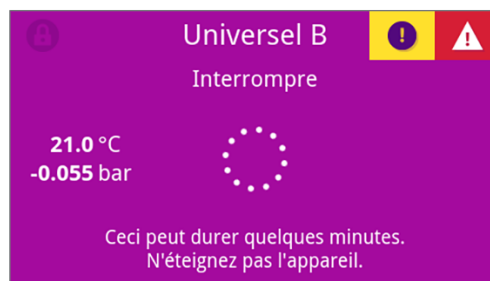 Universel B
Interrompre
21.0 °C
-0.055 bar
Ceci peut durer quelques minutes.
N'éteignez pas l'appareil.